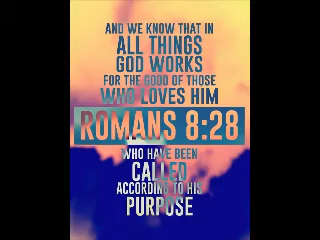 AND WE KNOW THAT IN
ALL THINGS
GOD WORKS
FOR THE GOOD OF THOSE
WHO LOVES HIM
ROMANS 8:28
WHO HAVE BEEN
CALLED
ACCORDING TO HIS
PURPOSE